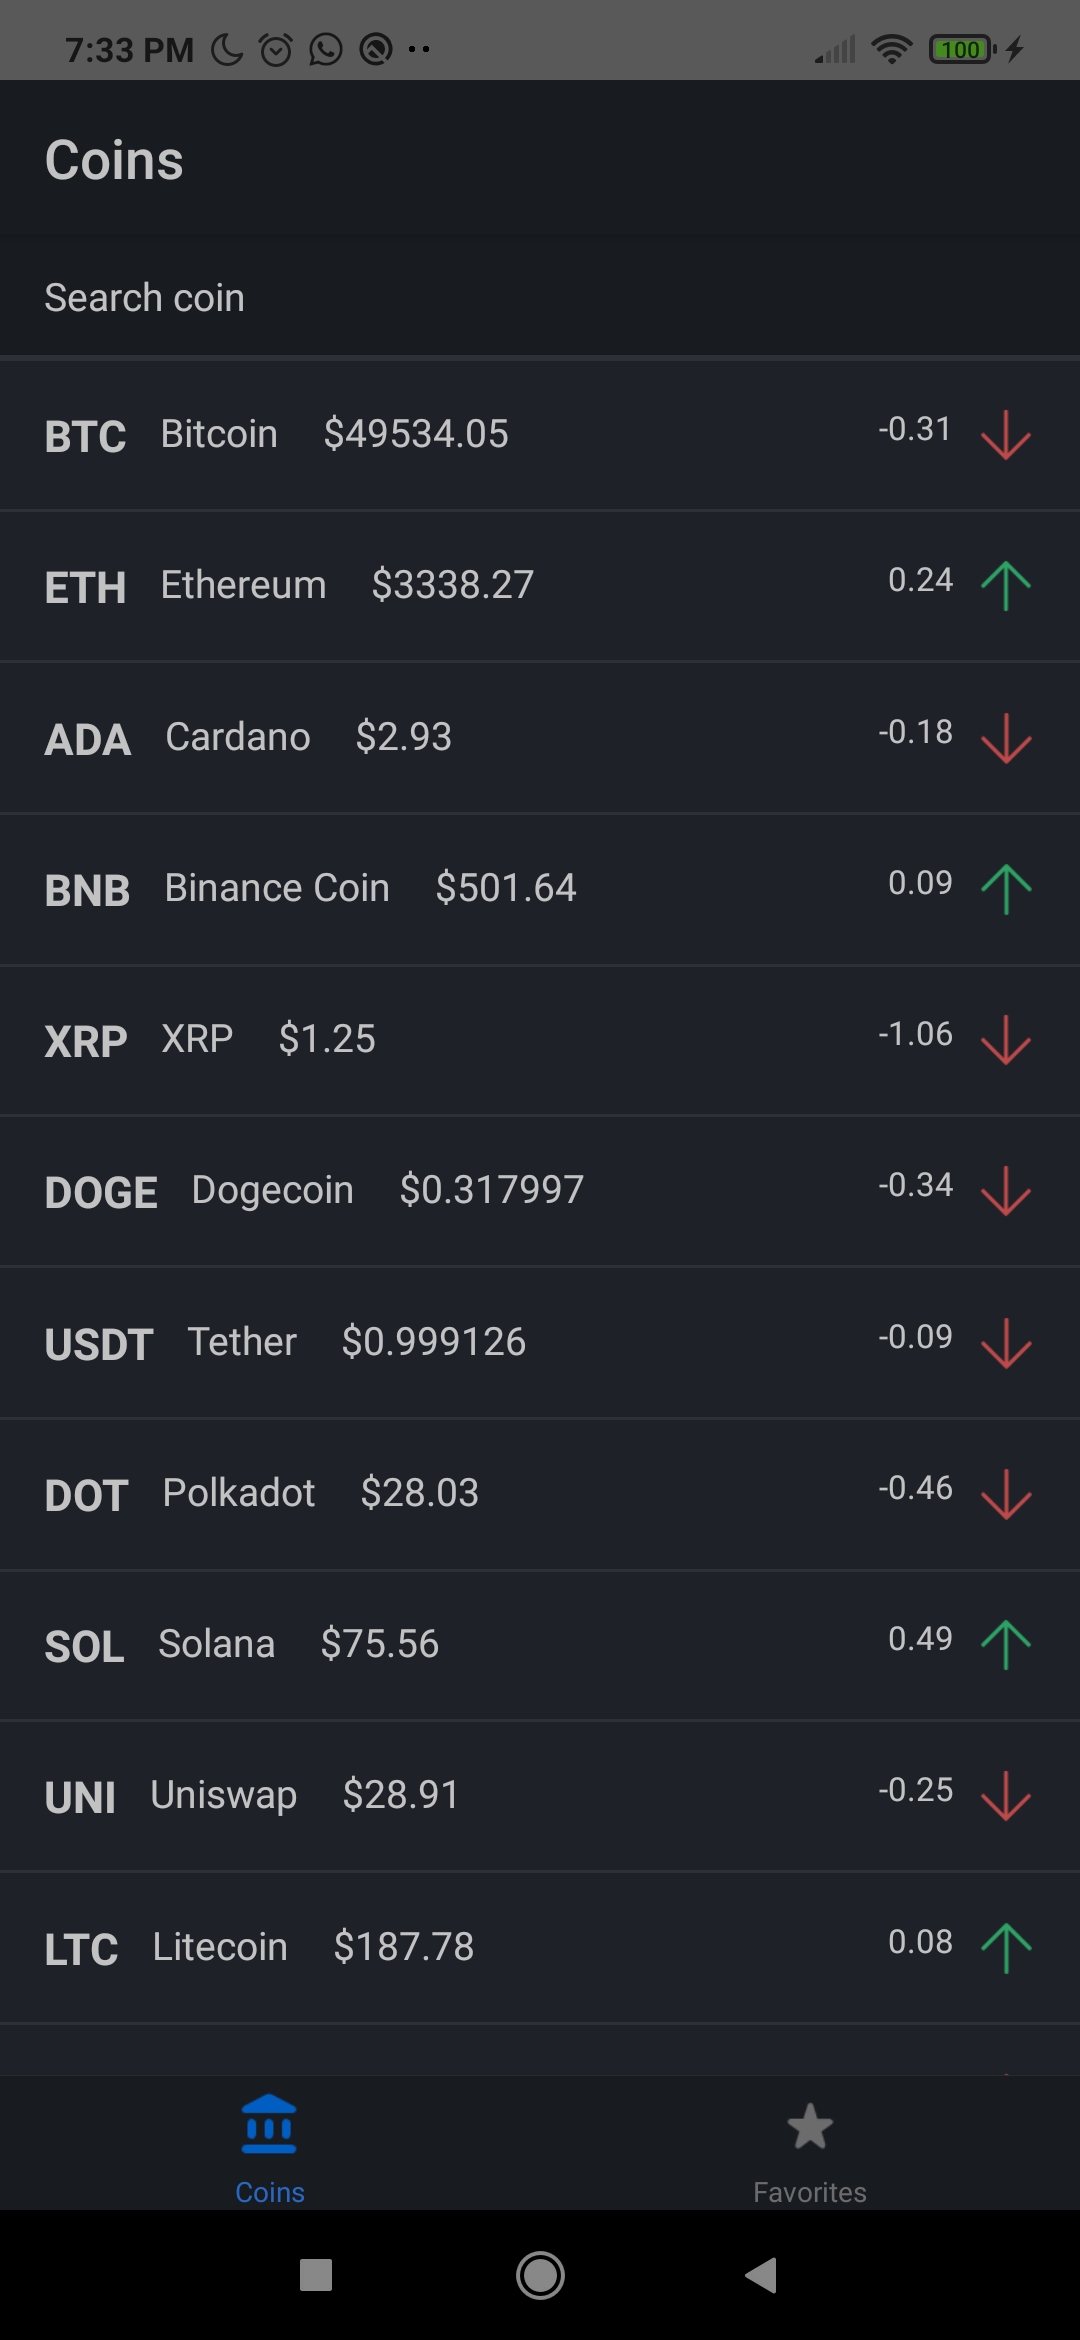 7:33 PM
100
Coins
Search coin
BTC Bitcoin $49534.05 -0.31
ETH Ethereum $3338.27 0.24
ADA Cardano $2.93 -0.18
BNB Binance Coin $501.64 0.09
XRP XRP $1.25 -1.06
DOGE Dogecoin $0.317997 -0.34
USDT Tether $0.999126 -0.09
DOT Polkadot $28.03 -0.46
SOL Solana $75.56 0.49
UNI Uniswap $28.91 -0.25
LTC Litecoin $187.78 0.08
Coins Favorites